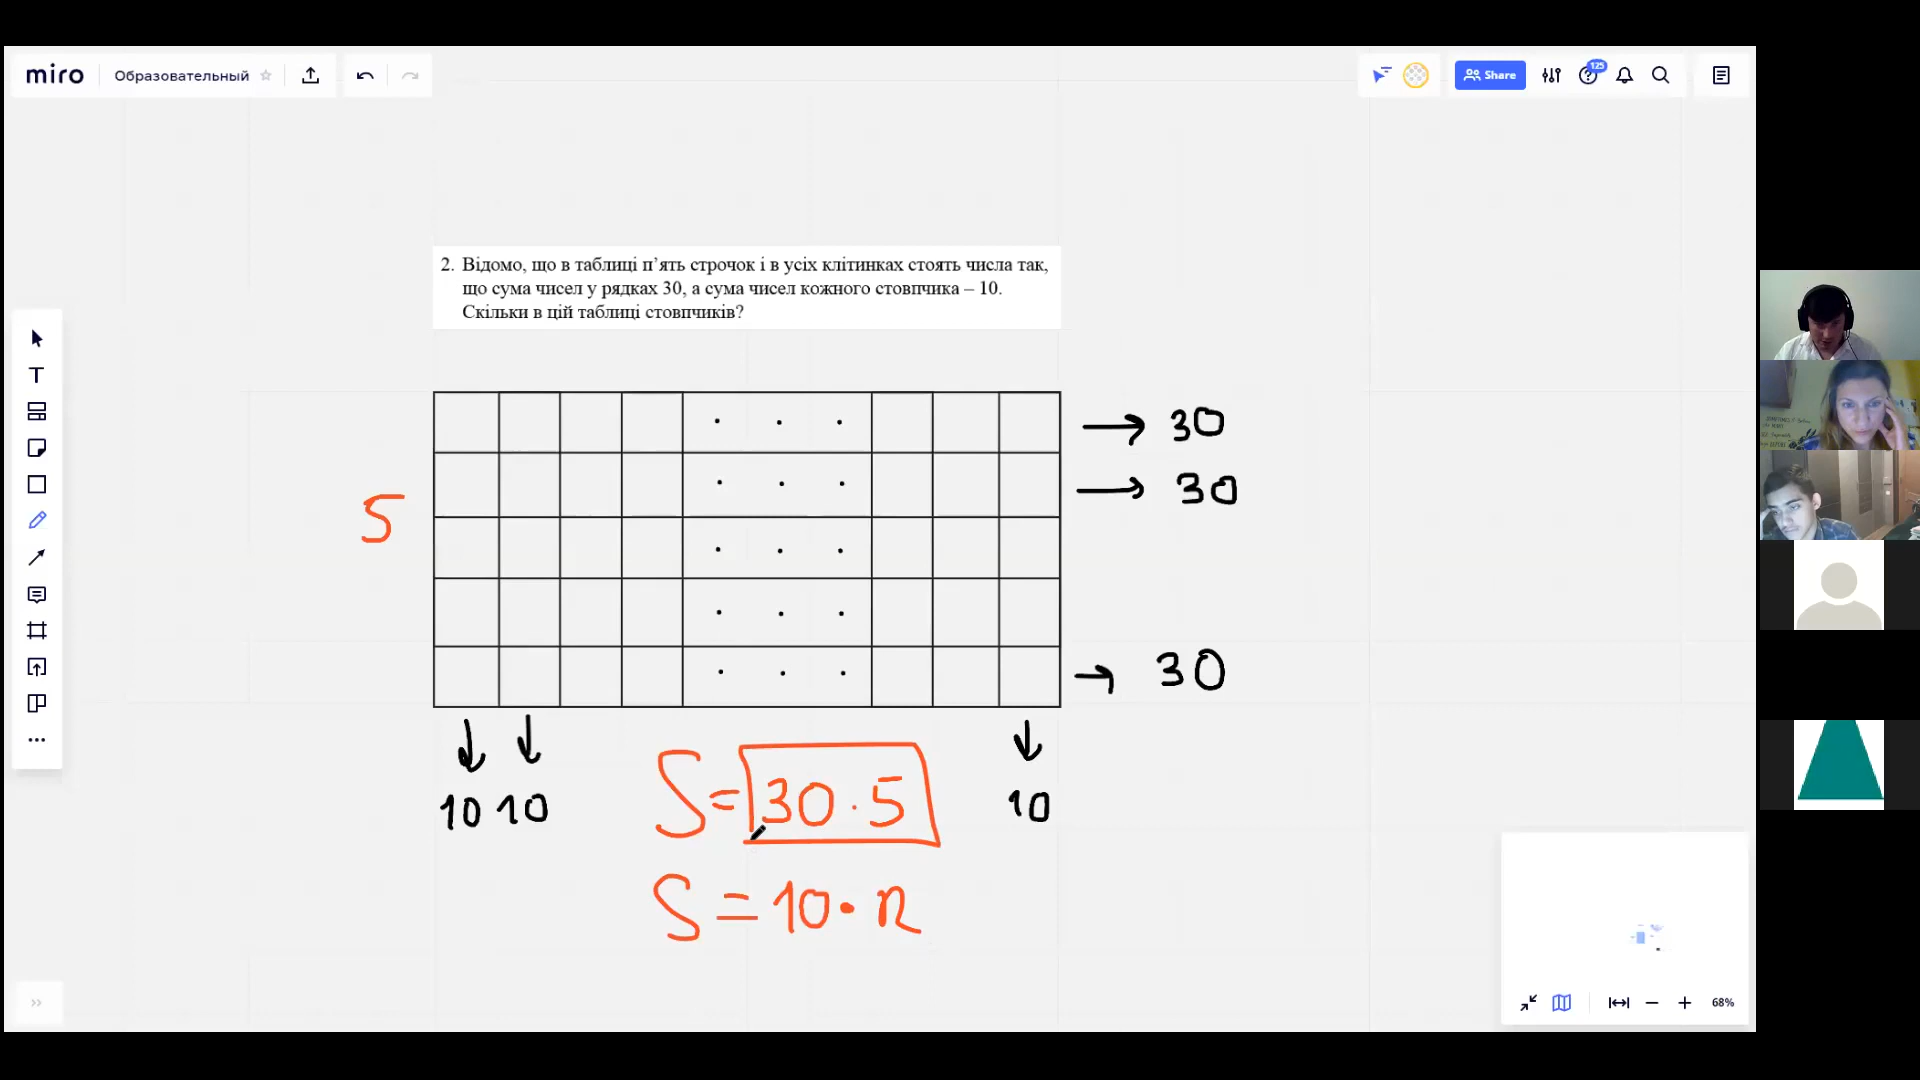 miro Образовательный Share 125
2. Відомо, що в таблиці п’ять строчок і в усіх клітинках стоять числа так,
що сума чисел у рядках 30, а сума чисел кожного стовпчика – 10.
Скільки в цій таблиці стовпчиків?
→ 30
→ 30
5
→ 30
↓ ↓ ↓
10 10 10
S = 30 · 5
S = 10 · n
68%